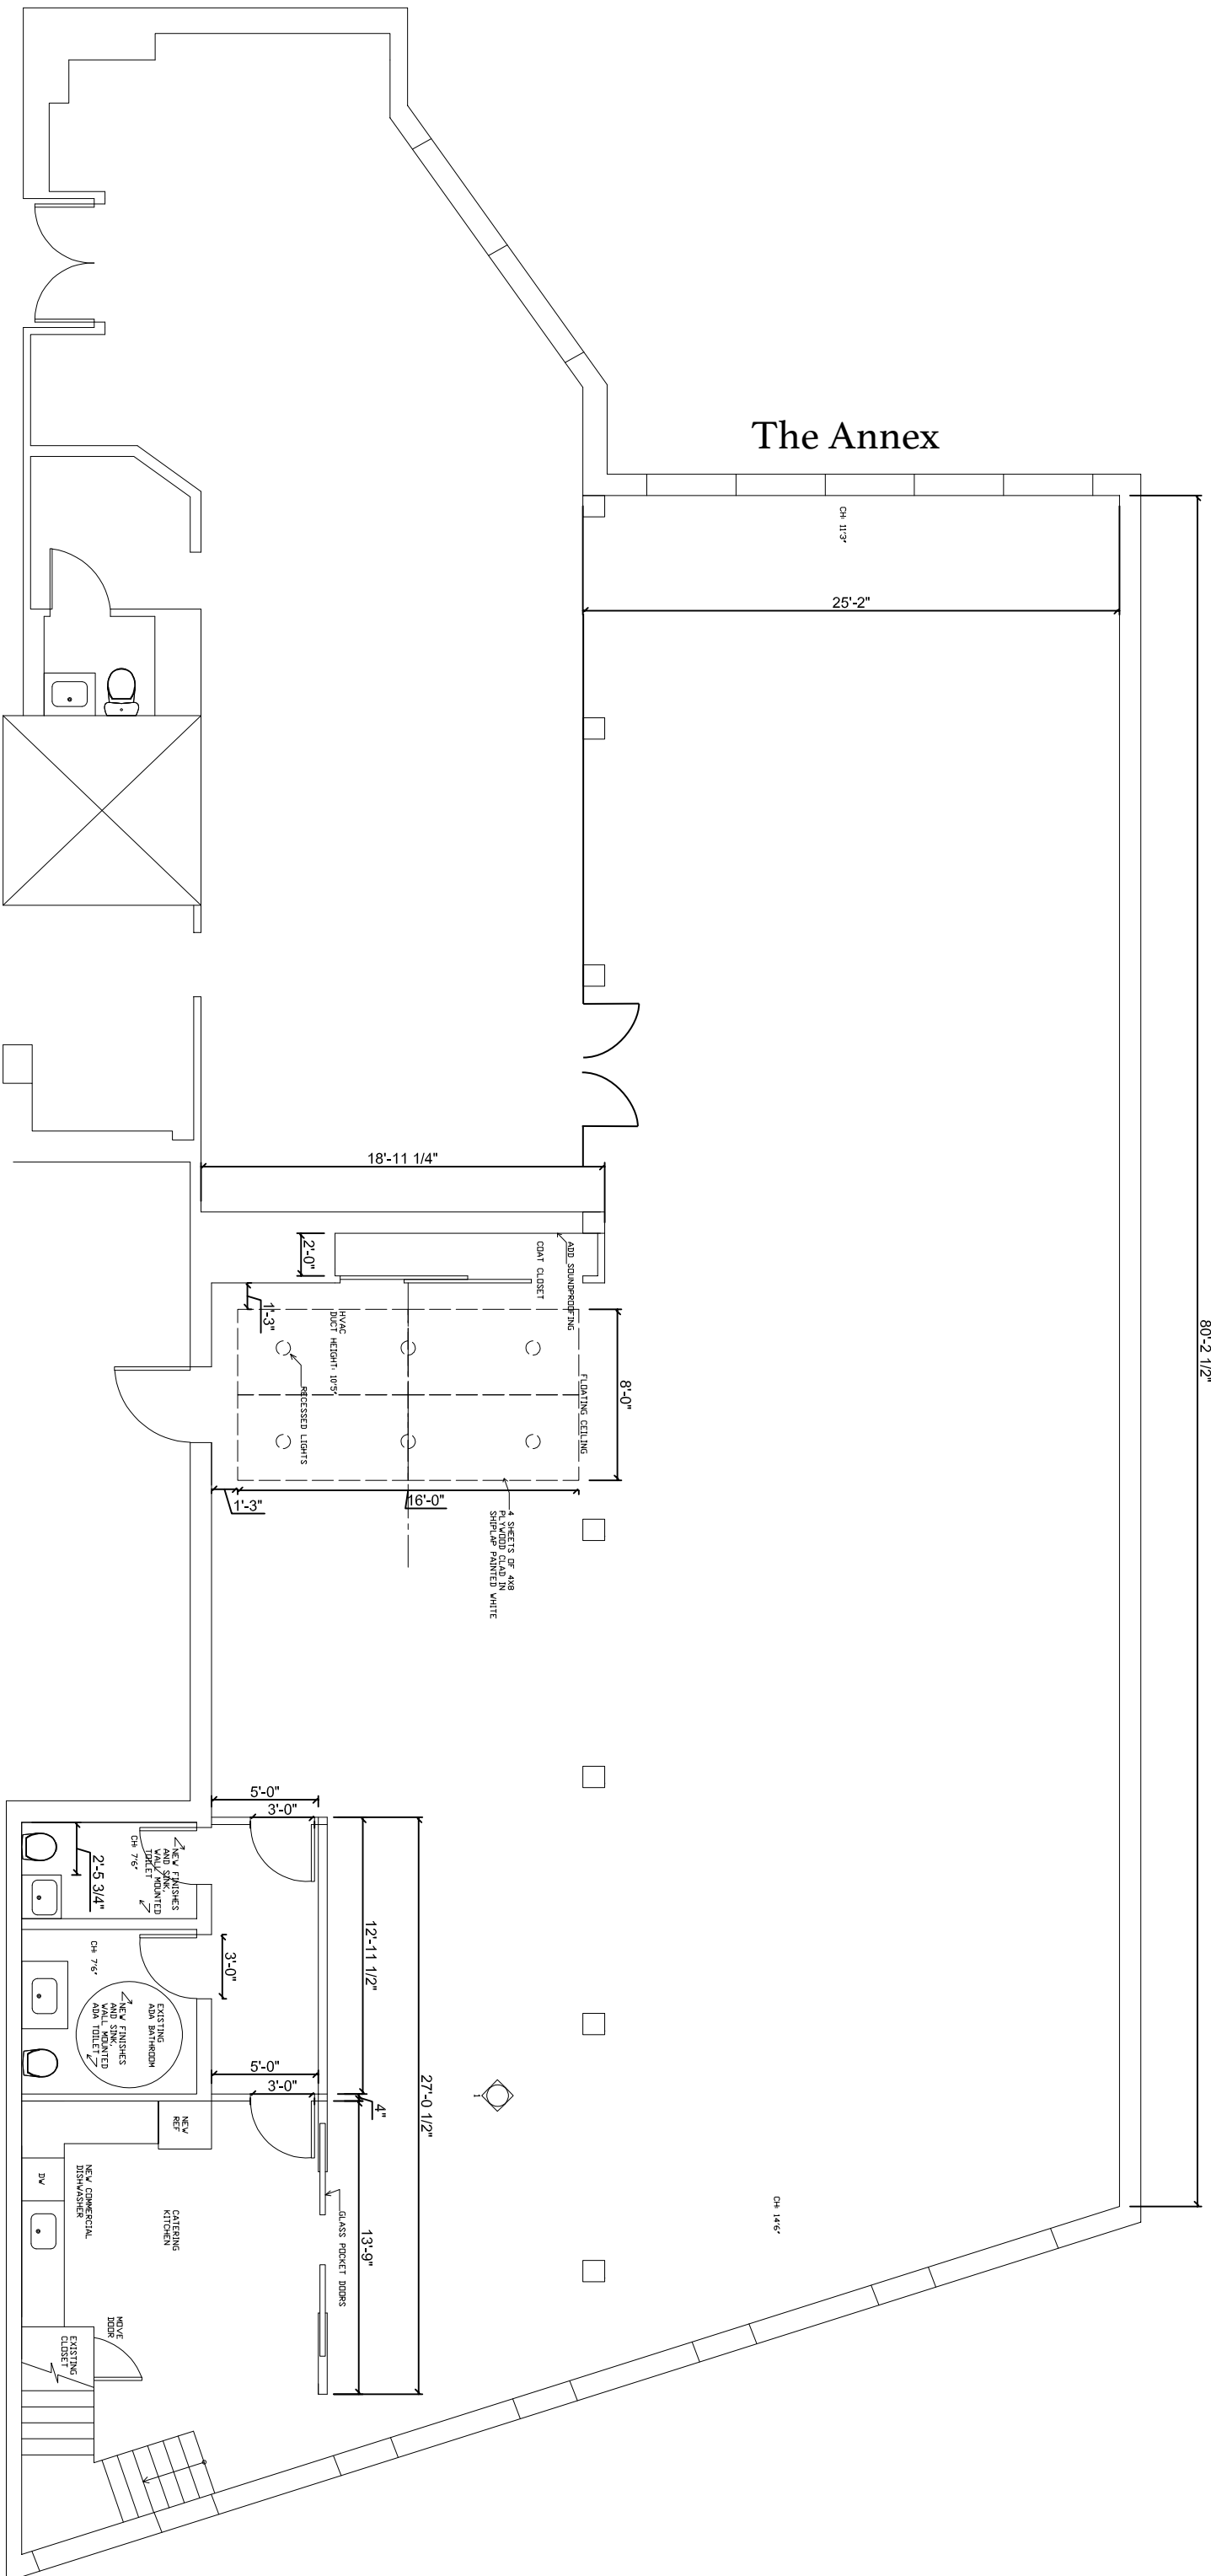 The Annex
CH: 11'3"
25'-2"
80'-2 1/2"
18'-11 1/4"
2'-0"
ADD SOUNDPROOFING
COAT CLOSET
1'-3"
HVAC
DUCT HEIGHT: 10'5"
RECESSED LIGHTS
FLOATING CEILING
8'-0"
1'-3"
16'-0"
4 SHEETS OF 4X8
PLYWOOD CLAD IN
SHIPLAP PAINTED WHITE
5'-0"
3'-0"
NEW FINISHES
AND SINK,
WALL MOUNTED
TOILET
CH: 7'6"
2'-5 3/4"
12'-11 1/2"
27'-0 1/2"
3'-0"
CH: 7'6"
EXISTING
ADA BATHROOM
NEW FINISHES
AND SINK,
WALL MOUNTED
ADA TOILET
5'-0"
3'-0"
4"
1
NEW
REF
DW
NEW COMMERCIAL
DISHWASHER
CATERING
KITCHEN
GLASS POCKET DOORS
13'-9"
CH: 14'6"
MOVE
DOOR
EXISTING
CLOSET